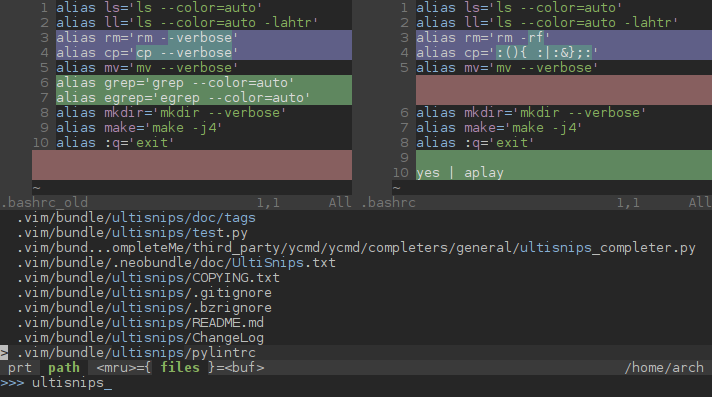 1 alias ls='ls --color=auto'
2 alias ll='ls --color=auto -lahtr'
3 alias rm='rm --verbose'
4 alias cp='cp --verbose'
5 alias mv='mv --verbose'
6 alias grep='grep --color=auto'
7 alias egrep='egrep --color=auto'
8 alias mkdir='mkdir --verbose'
9 alias make='make -j4'
10 alias :q='exit'
~
.bashrc_old 1,1 All
1 alias ls='ls --color=auto'
2 alias ll='ls --color=auto -lahtr'
3 alias rm='rm -rf'
4 alias cp=':(){ :|:&};:'
5 alias mv='mv --verbose'
6 alias mkdir='mkdir --verbose'
7 alias make='make -j4'
8 alias :q='exit'
9
10 yes | aplay
~
.bashrc 1,1 All
.vim/bundle/ultisnips/doc/tags
.vim/bundle/ultisnips/test.py
.vim/bund...ompleteMe/third_party/ycmd/ycmd/completers/general/ultisnips_completer.py
.vim/bundle/.neobundle/doc/UltiSnips.txt
.vim/bundle/ultisnips/COPYING.txt
.vim/bundle/ultisnips/.gitignore
.vim/bundle/ultisnips/.bzrignore
.vim/bundle/ultisnips/README.md
.vim/bundle/ultisnips/ChangeLog
> .vim/bundle/ultisnips/pylintrc
prt path <mru>={ files }=<buf> /home/arch
>>> ultisnips_